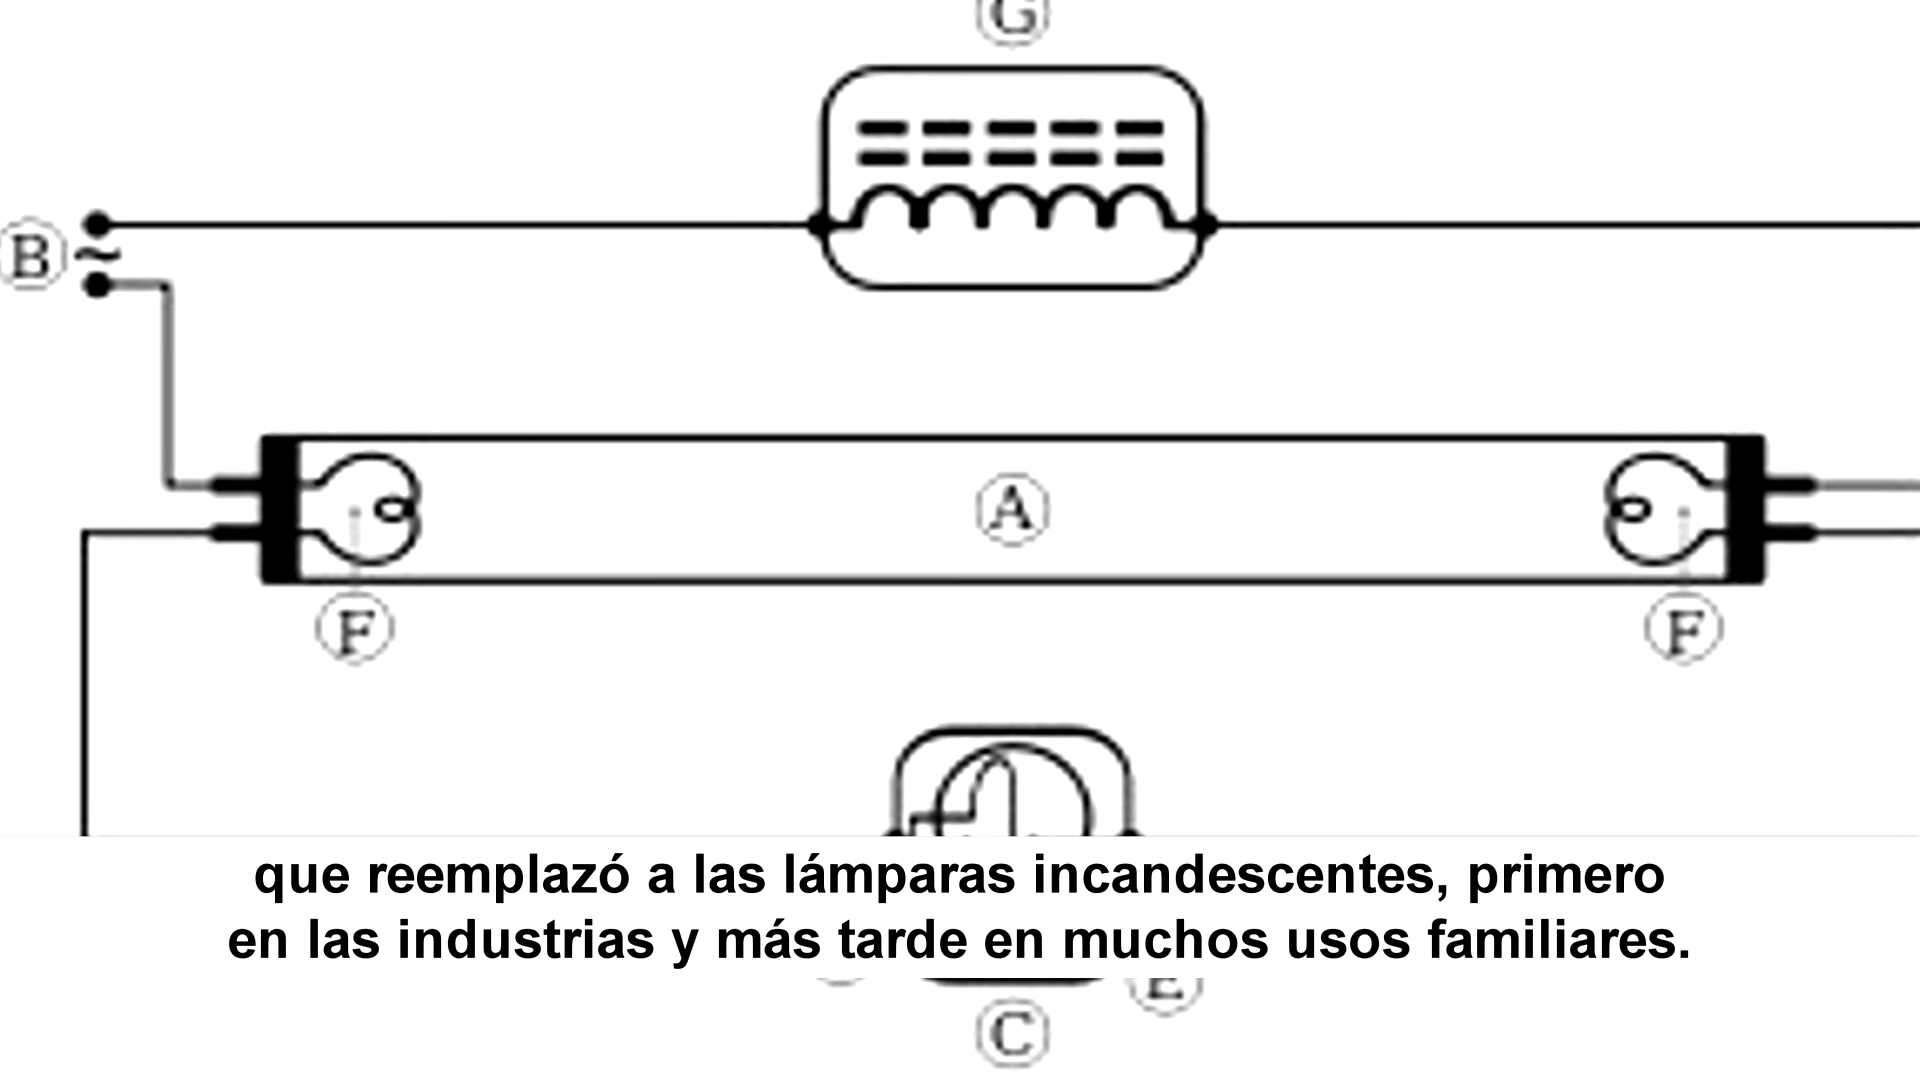 G
B
A
F F
que reemplazó a las lámparas incandescentes, primero
en las industrias y más tarde en muchos usos familiares.
E
C